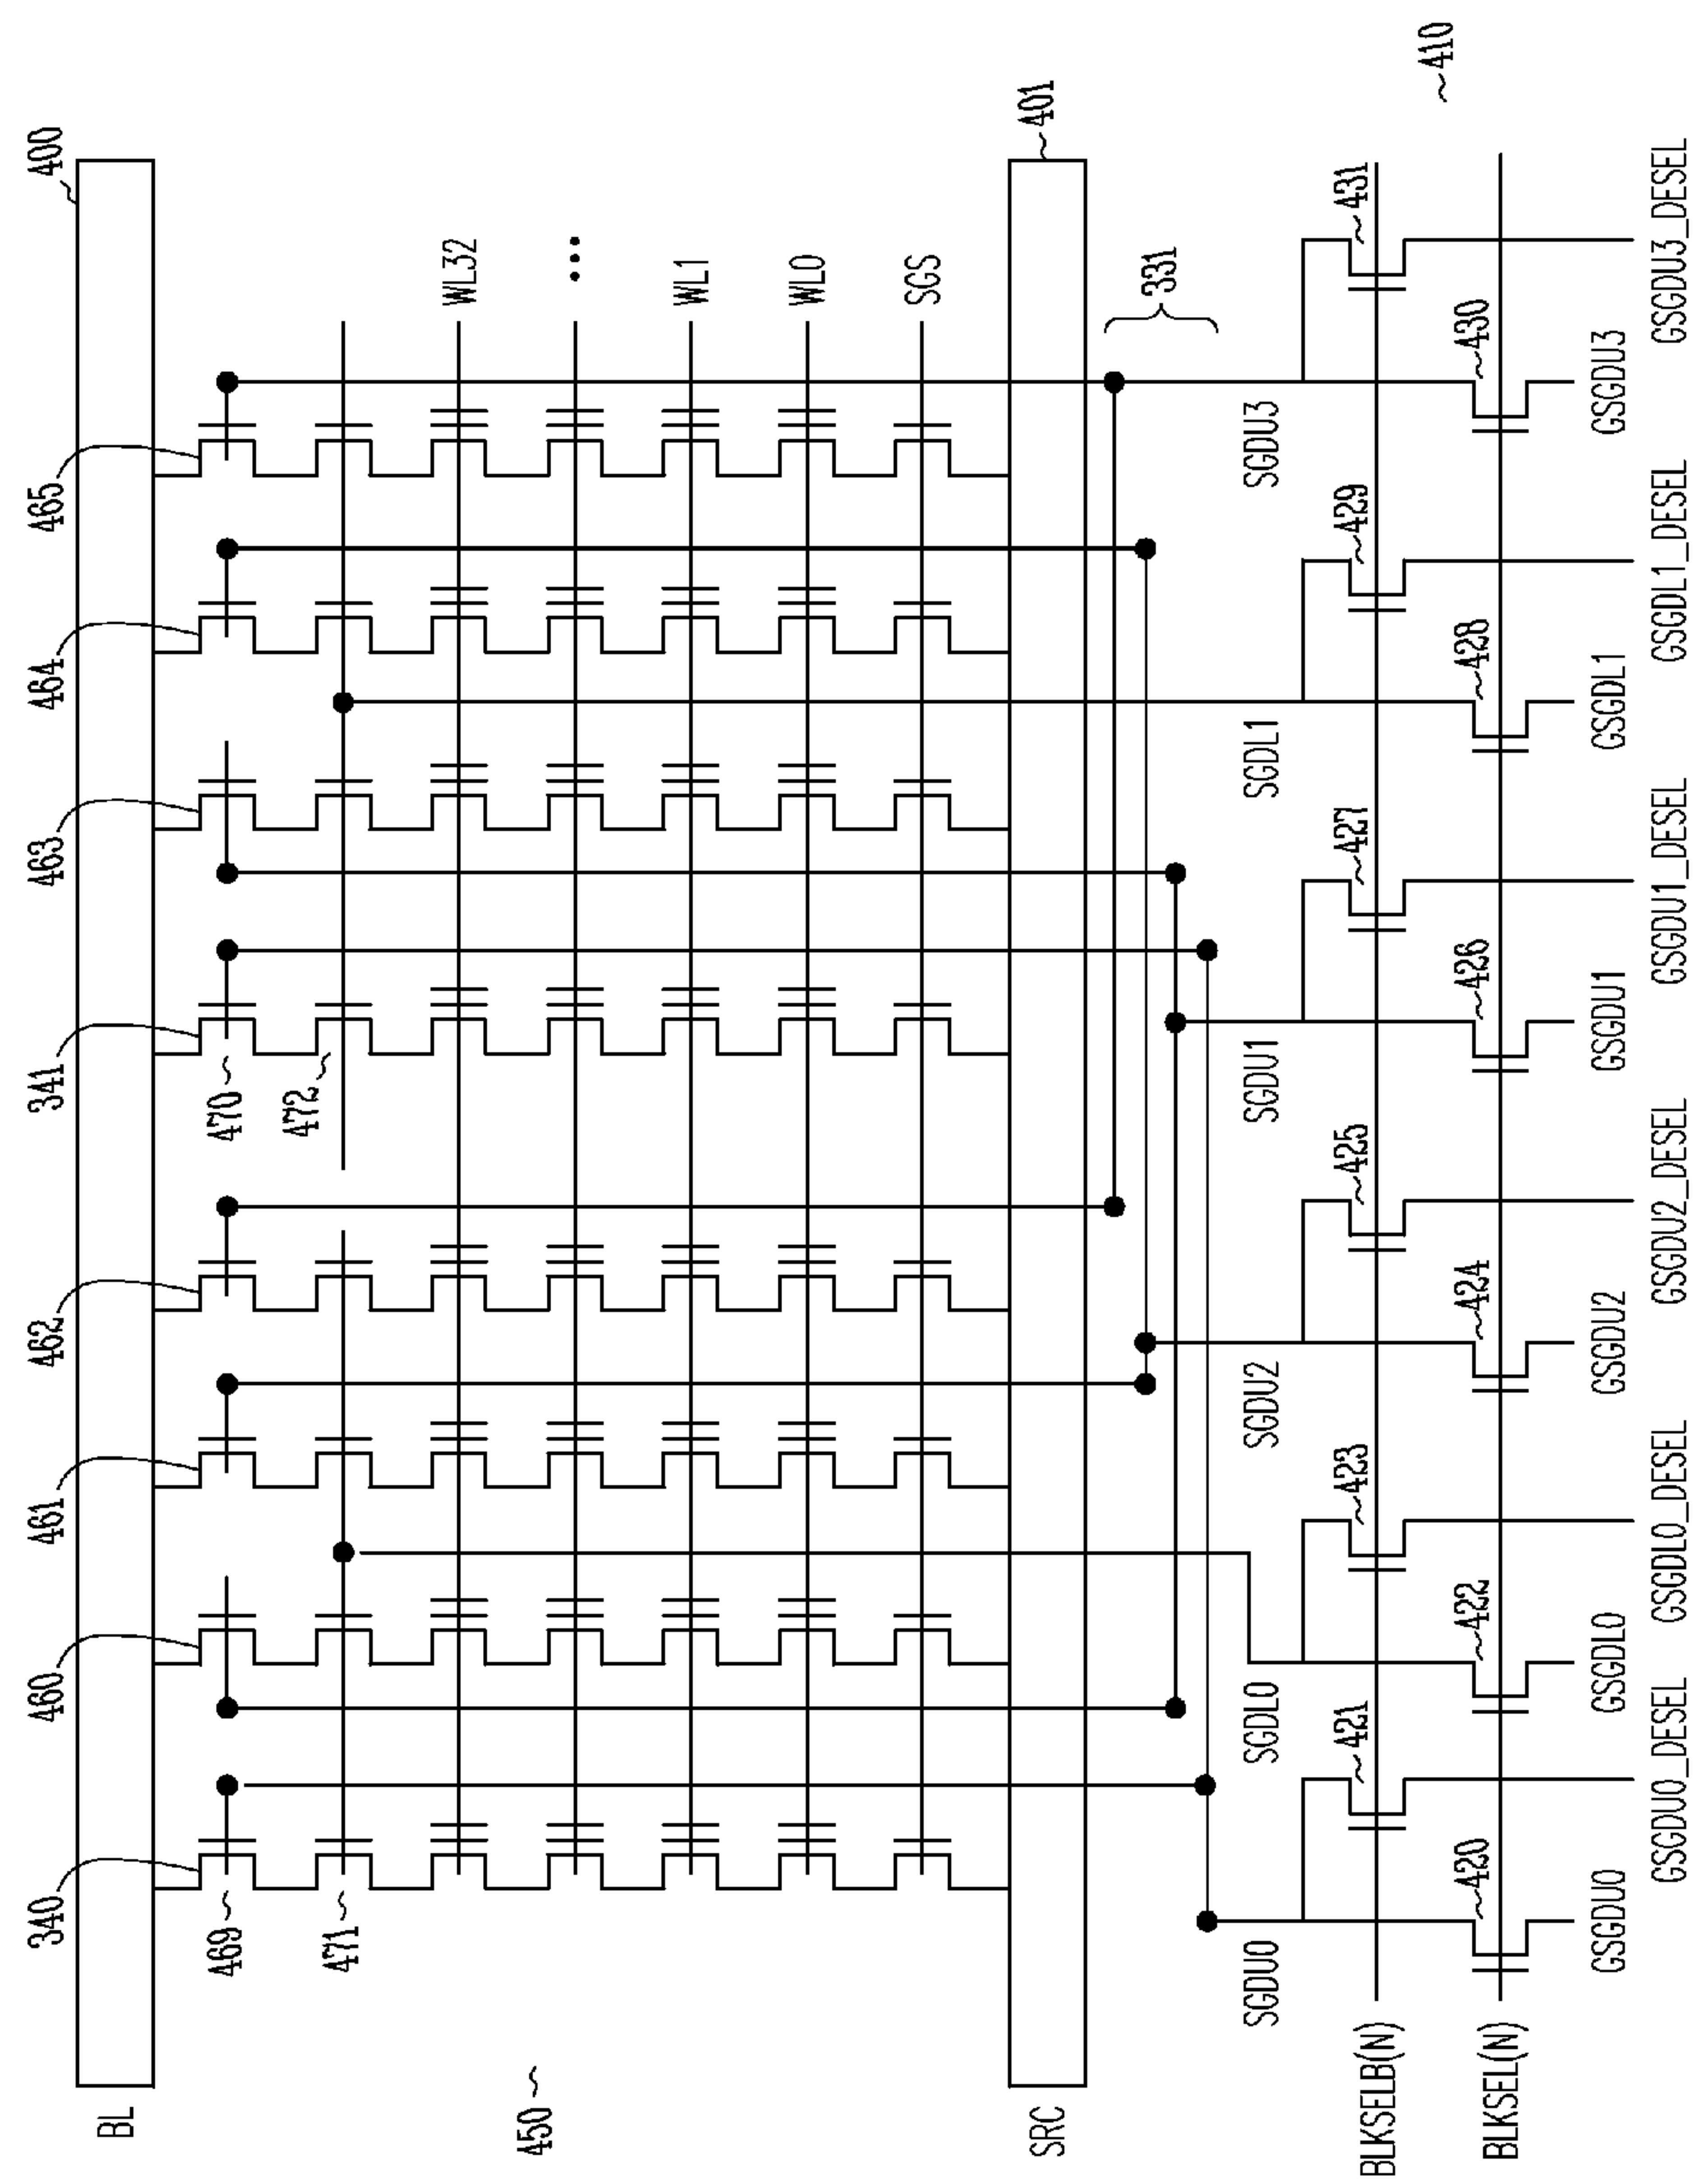 340 460 461 462 341 463 464 465 400
BL
469 470
471 472
WL32
450
...
WL1
WL0
SGS
SRC 401
331
SGDU0 SGDL0 SGDU2 SGDU1 SGDL1 SGDU3
421 423 425 427 429 431
BLKSELB(N)
410
420 422 424 426 428 430
BLKSEL(N)
GSGDU0 GSGDL0 GSGDU2 GSGDU1 GSGDL1 GSGDU3
GSGDU0_DESEL GSGDL0_DESEL GSGDU2_DESEL GSGDU1_DESEL GSGDL1_DESEL GSGDU3_DESEL